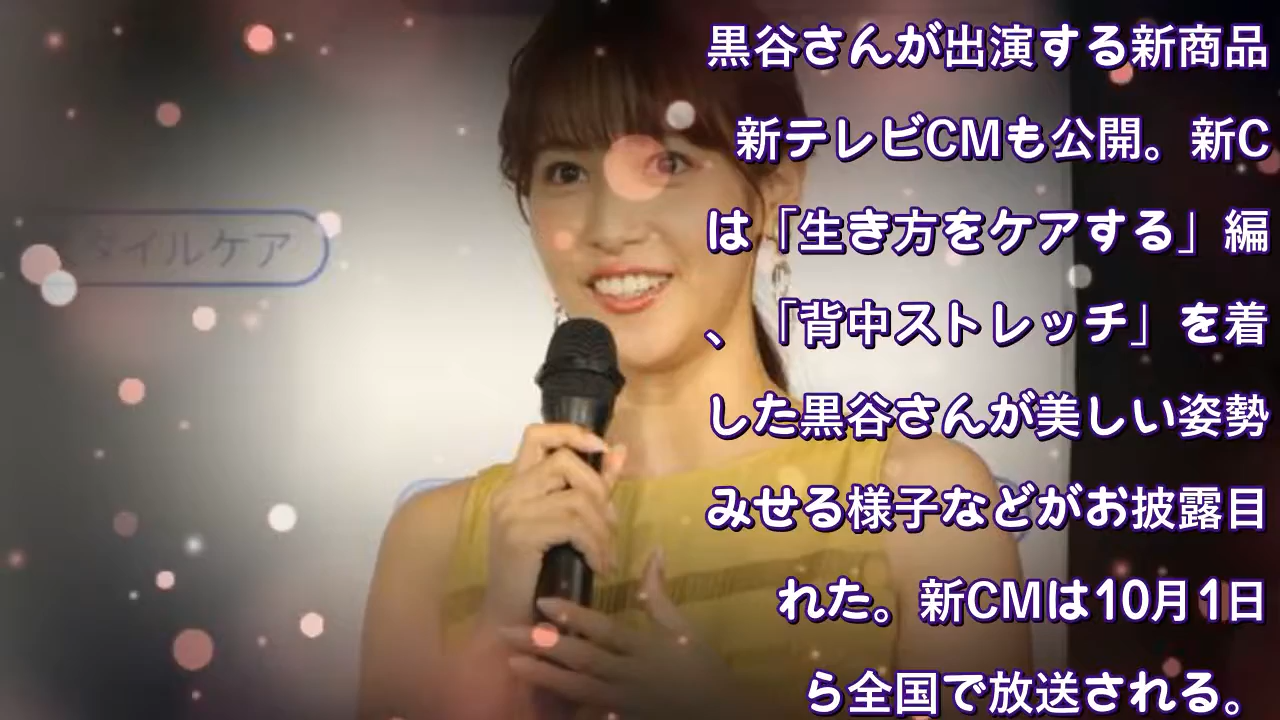 マイルケア
黒谷さんが出演する新商品
新テレビCMも公開。新C
は「生き方をケアする」編
、「背中ストレッチ」を着
した黒谷さんが美しい姿勢
みせる様子などがお披露目
れた。新CMは10月1日
ら全国で放送される。